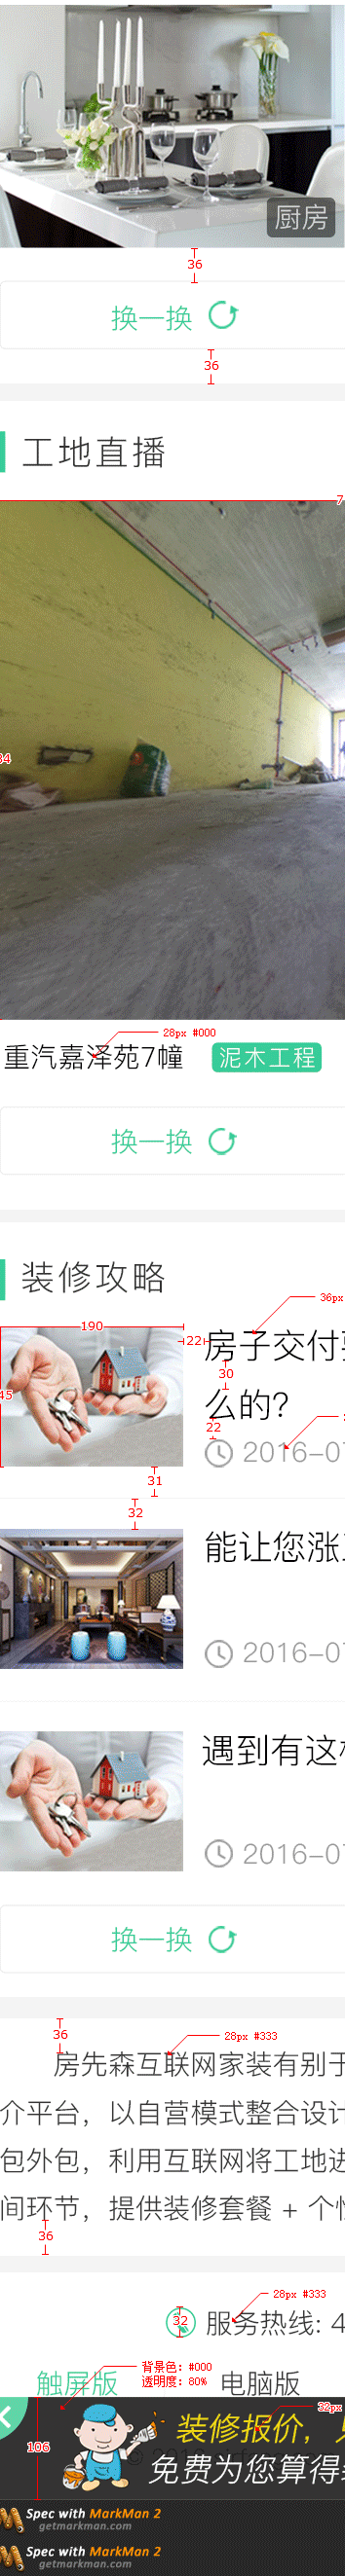 厨房
36
换一换
36
工地直播
7
34
28px #000
重汽嘉泽苑7幢 泥木工程
换一换
装修攻略
36px
190
22
房子交付
30
45
么的？
22
2016-07
31
32
能让您涨
2016-07
遇到有这
2016-07
换一换
36
28px #333
房先森互联网家装有别于
介平台，以自营模式整合设计
包外包，利用互联网将工地进
间环节，提供装修套餐 + 个性
36
28px #333
32
服务热线: 4
背景色: #000
透明度: 80%
触屏版 电脑版
32px
装修报价，
106
免费为您算得
Spec with MarkMan 2
getmarkman.com
Spec with MarkMan 2
getmarkman.com